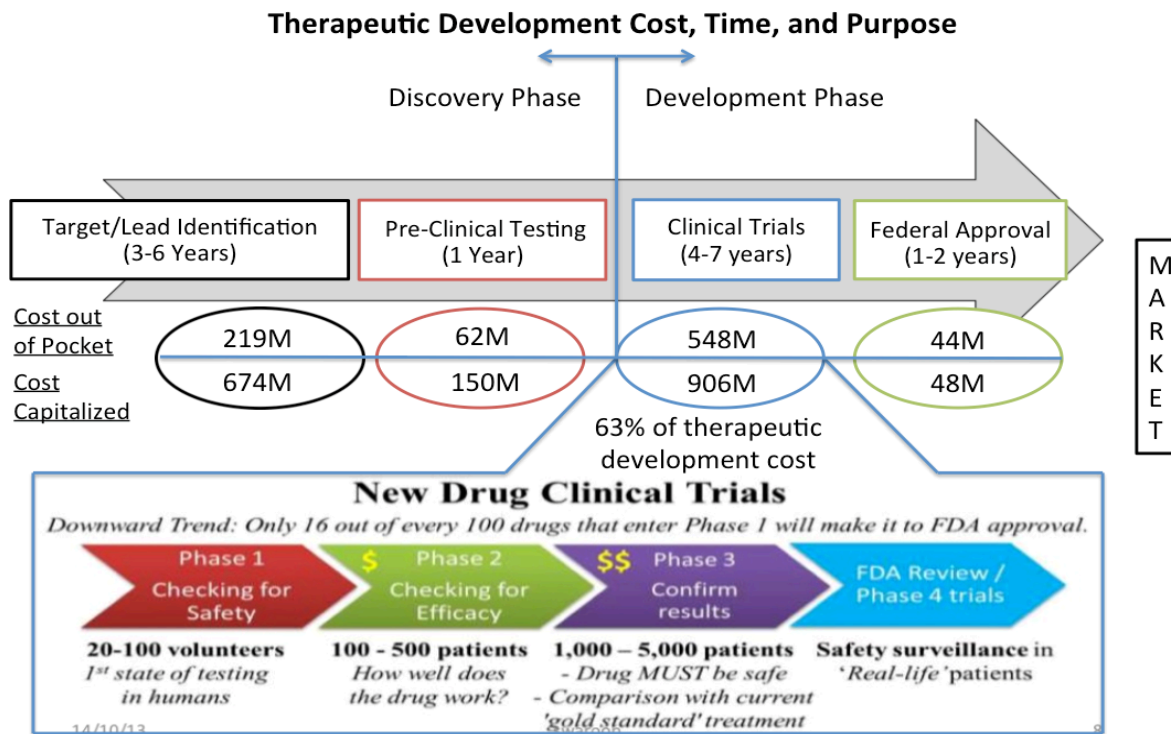 Therapeutic Development Cost, Time, and Purpose
Discovery Phase
Development Phase
Target/Lead Identification
(3-6 Years)
Pre-Clinical Testing
(1 Year)
Clinical Trials
(4-7 years)
Federal Approval
(1-2 years)
MARKET
Cost out
of Pocket
219M
62M
548M
44M
Cost
Capitalized
674M
150M
906M
48M
63% of therapeutic
development cost
New Drug Clinical Trials
Downward Trend: Only 16 out of every 100 drugs that enter Phase 1 will make it to FDA approval.
Phase 1
Checking for
Safety
$ Phase 2
Checking for
Efficacy
$$ Phase 3
Confirm
results
FDA Review /
Phase 4 trials
20-100 volunteers
1st state of testing
in humans
100 - 500 patients
How well does
the drug work?
1,000 – 5,000 patients
- Drug MUST be safe
- Comparison with current
'gold standard' treatment
Safety surveillance in
'Real-life' patients
14/10/13